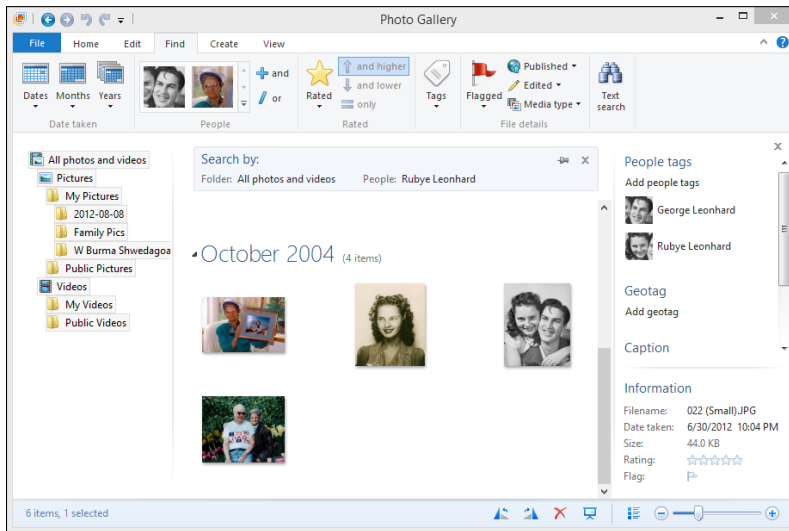 Photo Gallery
File Home Edit Find Create View
Dates Months Years
Date taken
and
or
People
Rated
and higher
and lower
only
Rated
Tags
Flagged
Published
Edited
Media type
File details
Text search
All photos and videos
Pictures
My Pictures
2012-08-08
Family Pics
W Burma Shwedagoa
Public Pictures
Videos
My Videos
Public Videos
Search by:
Folder: All photos and videos People: Rubye Leonhard
October 2004 (4 items)
People tags
Add people tags
George Leonhard
Rubye Leonhard
Geotag
Add geotag
Caption
Information
Filename: 022 (Small).JPG
Date taken: 6/30/2012 10:04 PM
Size: 44.0 KB
Rating:
Flag:
6 items, 1 selected